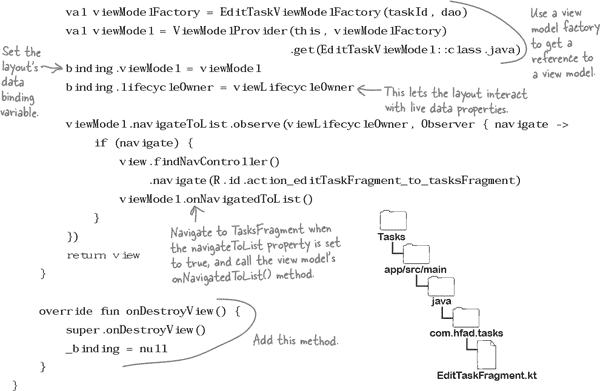 val viewModelFactory = EditTaskViewModelFactory(taskId, dao)
val viewModel = ViewModelProvider(this, viewModelFactory)
.get(EditTaskViewModel::class.java)
Use a view
model factory
to get a
reference to
a view model.
Set the
layout's
data
binding
variable.
binding.viewModel = viewModel
binding.lifecycleOwner = viewLifecycleOwner
This lets the layout interact
with live data properties.
viewModel.navigateToList.observe(viewLifecycleOwner, Observer { navigate ->
if (navigate) {
view.findNavController()
.navigate(R.id.action_editTaskFragment_to_tasksFragment)
viewModel.onNavigatedToList()
}
})
return view
}
Navigate to TasksFragment when
the navigateToList property is set
to true, and call the view model's
onNavigatedToList() method.
override fun onDestroyView() {
super.onDestroyView()
_binding = null
}
}
Add this method.
Tasks
app/src/main
java
com.hfad.tasks
EditTaskFragment.kt